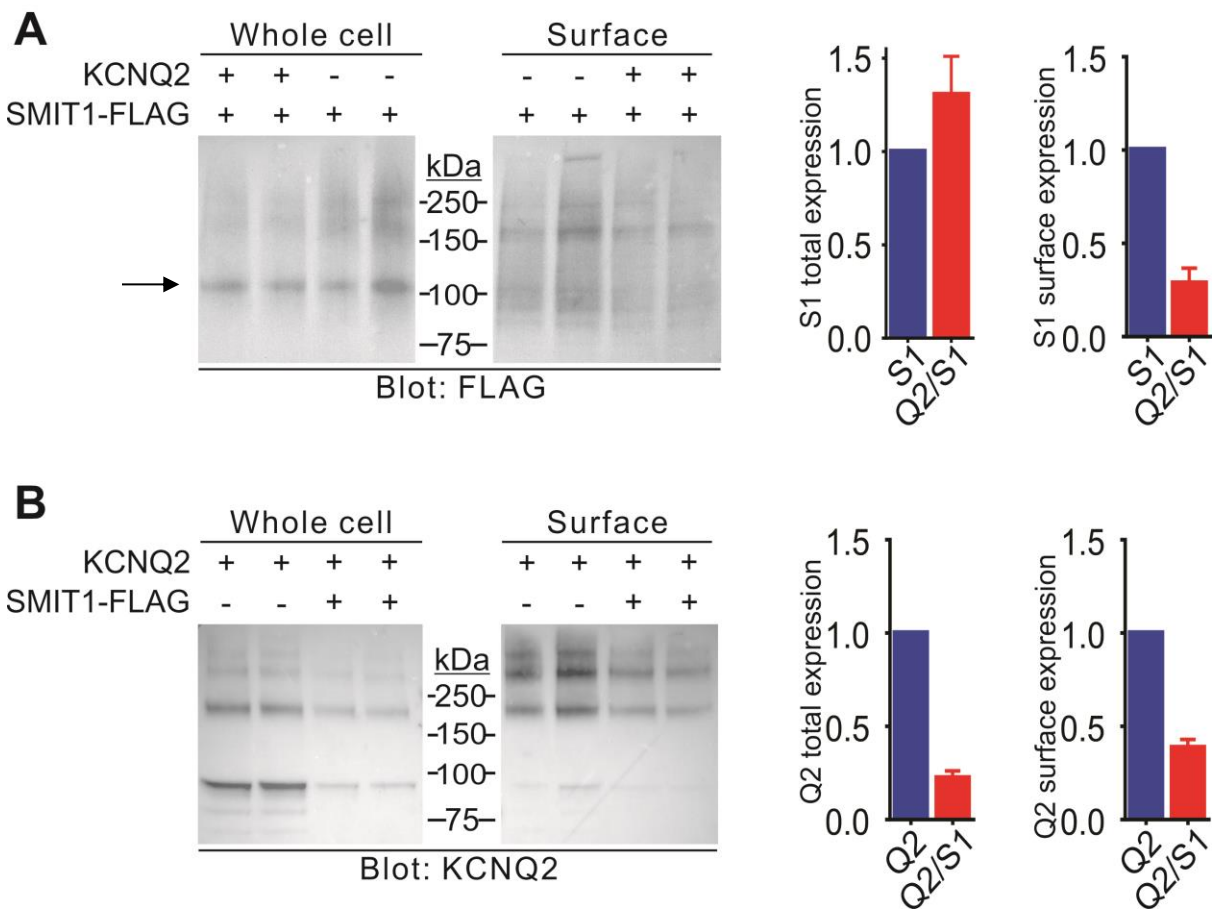 A
Whole cell
Surface
KCNQ2 + + - - - - + +
SMIT1-FLAG + + + + + + + +
kDa
-250-
-150-
-100-
-75-
Blot: FLAG
S1 total expression
1.5
1.0
0.5
0.0
S1
Q2/S1
S1 surface expression
1.5
1.0
0.5
0.0
S1
Q2/S1
B
Whole cell
Surface
KCNQ2 + + + + + + + +
SMIT1-FLAG - - + + - - + +
kDa
250
-150-
-100-
-75-
Blot: KCNQ2
Q2 total expression
1.5
1.0
0.5
0.0
Q2
Q2/S1
Q2 surface expression
1.5
1.0
0.5
0.0
Q2
Q2/S1